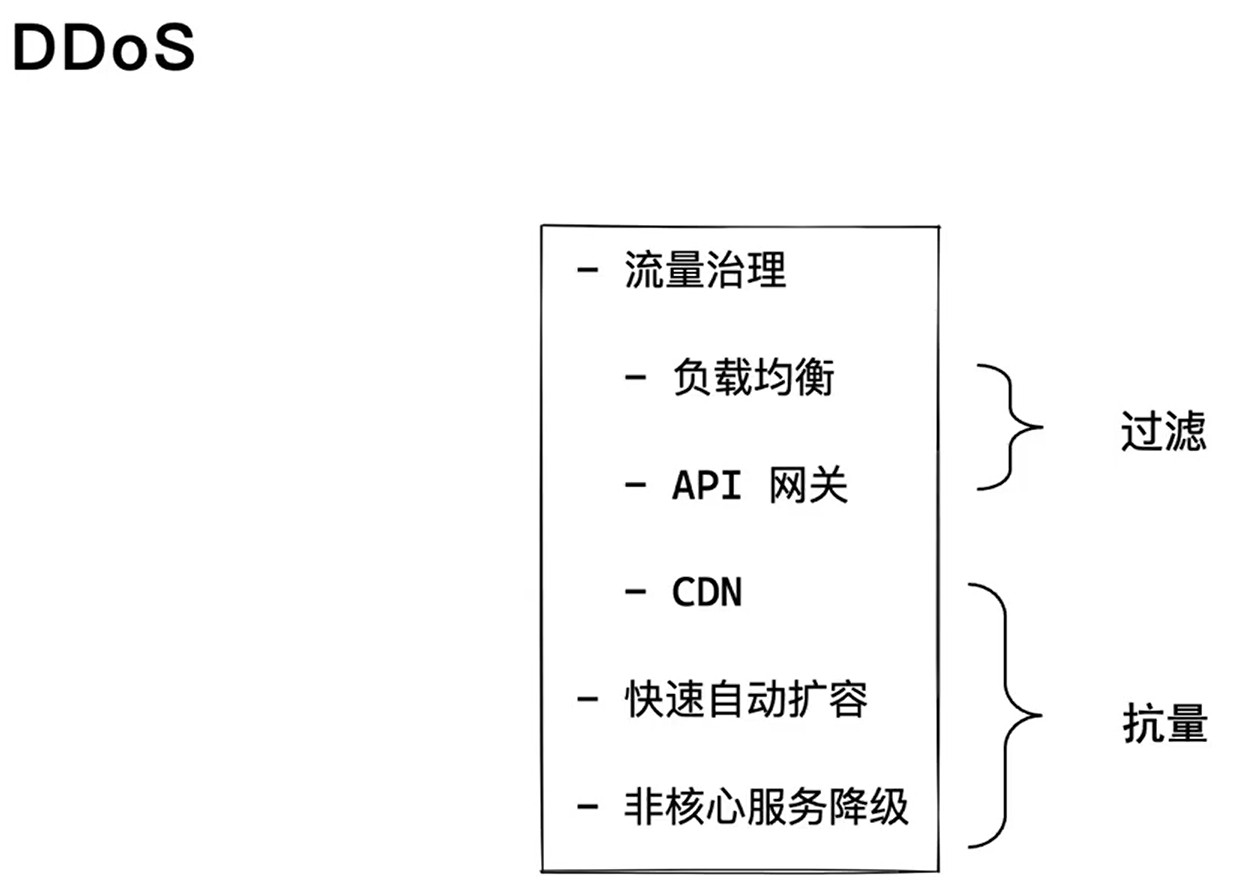 DDoS
- 流量治理
- 负载均衡
- API 网关
过滤
- CDN
- 快速自动扩容
- 非核心服务降级
抗量